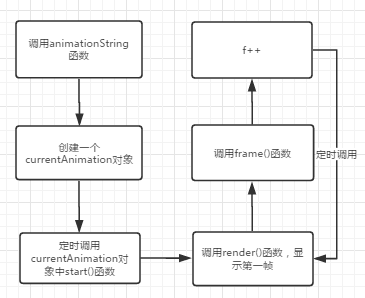 调用animationString
函数
创建一个
currentAnimation对象
定时调用
currentAnimation对
象中start()函数
调用render()函数，显
示第一帧
调用frame()函数
f++
定时调用